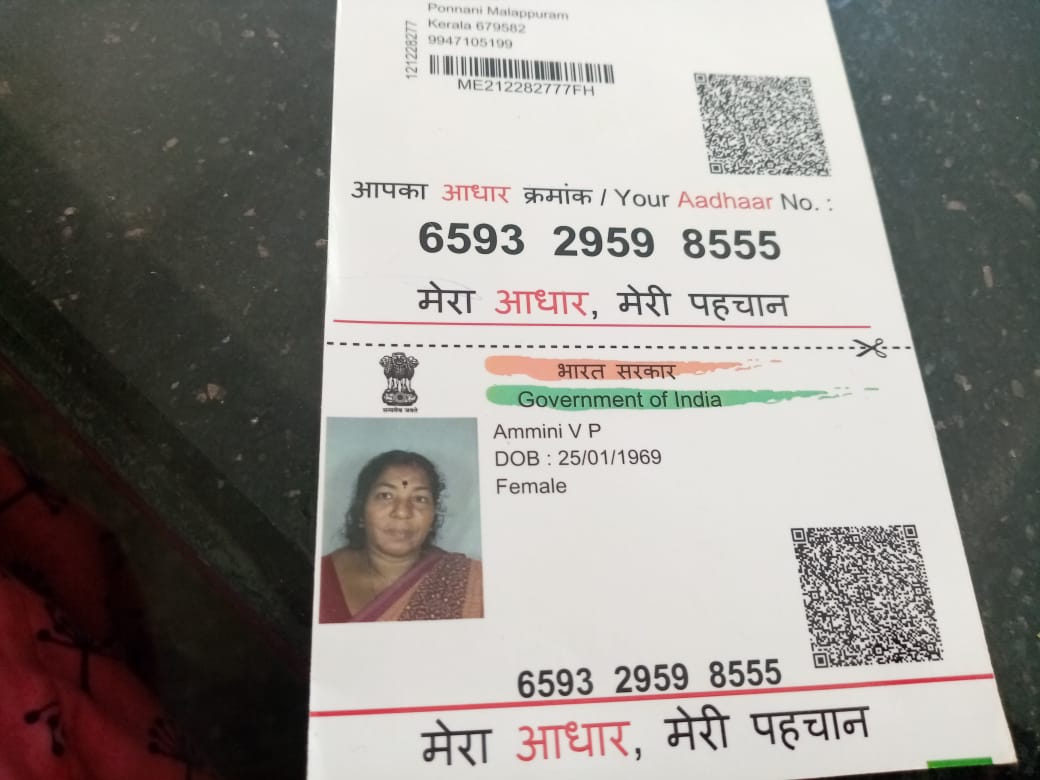 Ponnani Malappuram
Kerala 679582
9947105199
121228277
ME212282777FH
आपका आधार क्रमांक / Your Aadhaar No. :
6593 2959 8555
मेरा आधार, मेरी पहचान
भारत सरकार
Government of India
सत्यमेव जयते
Ammini V P
DOB : 25/01/1969
Female
6593 2959 8555
मेरा आधार, मेरी पहचान